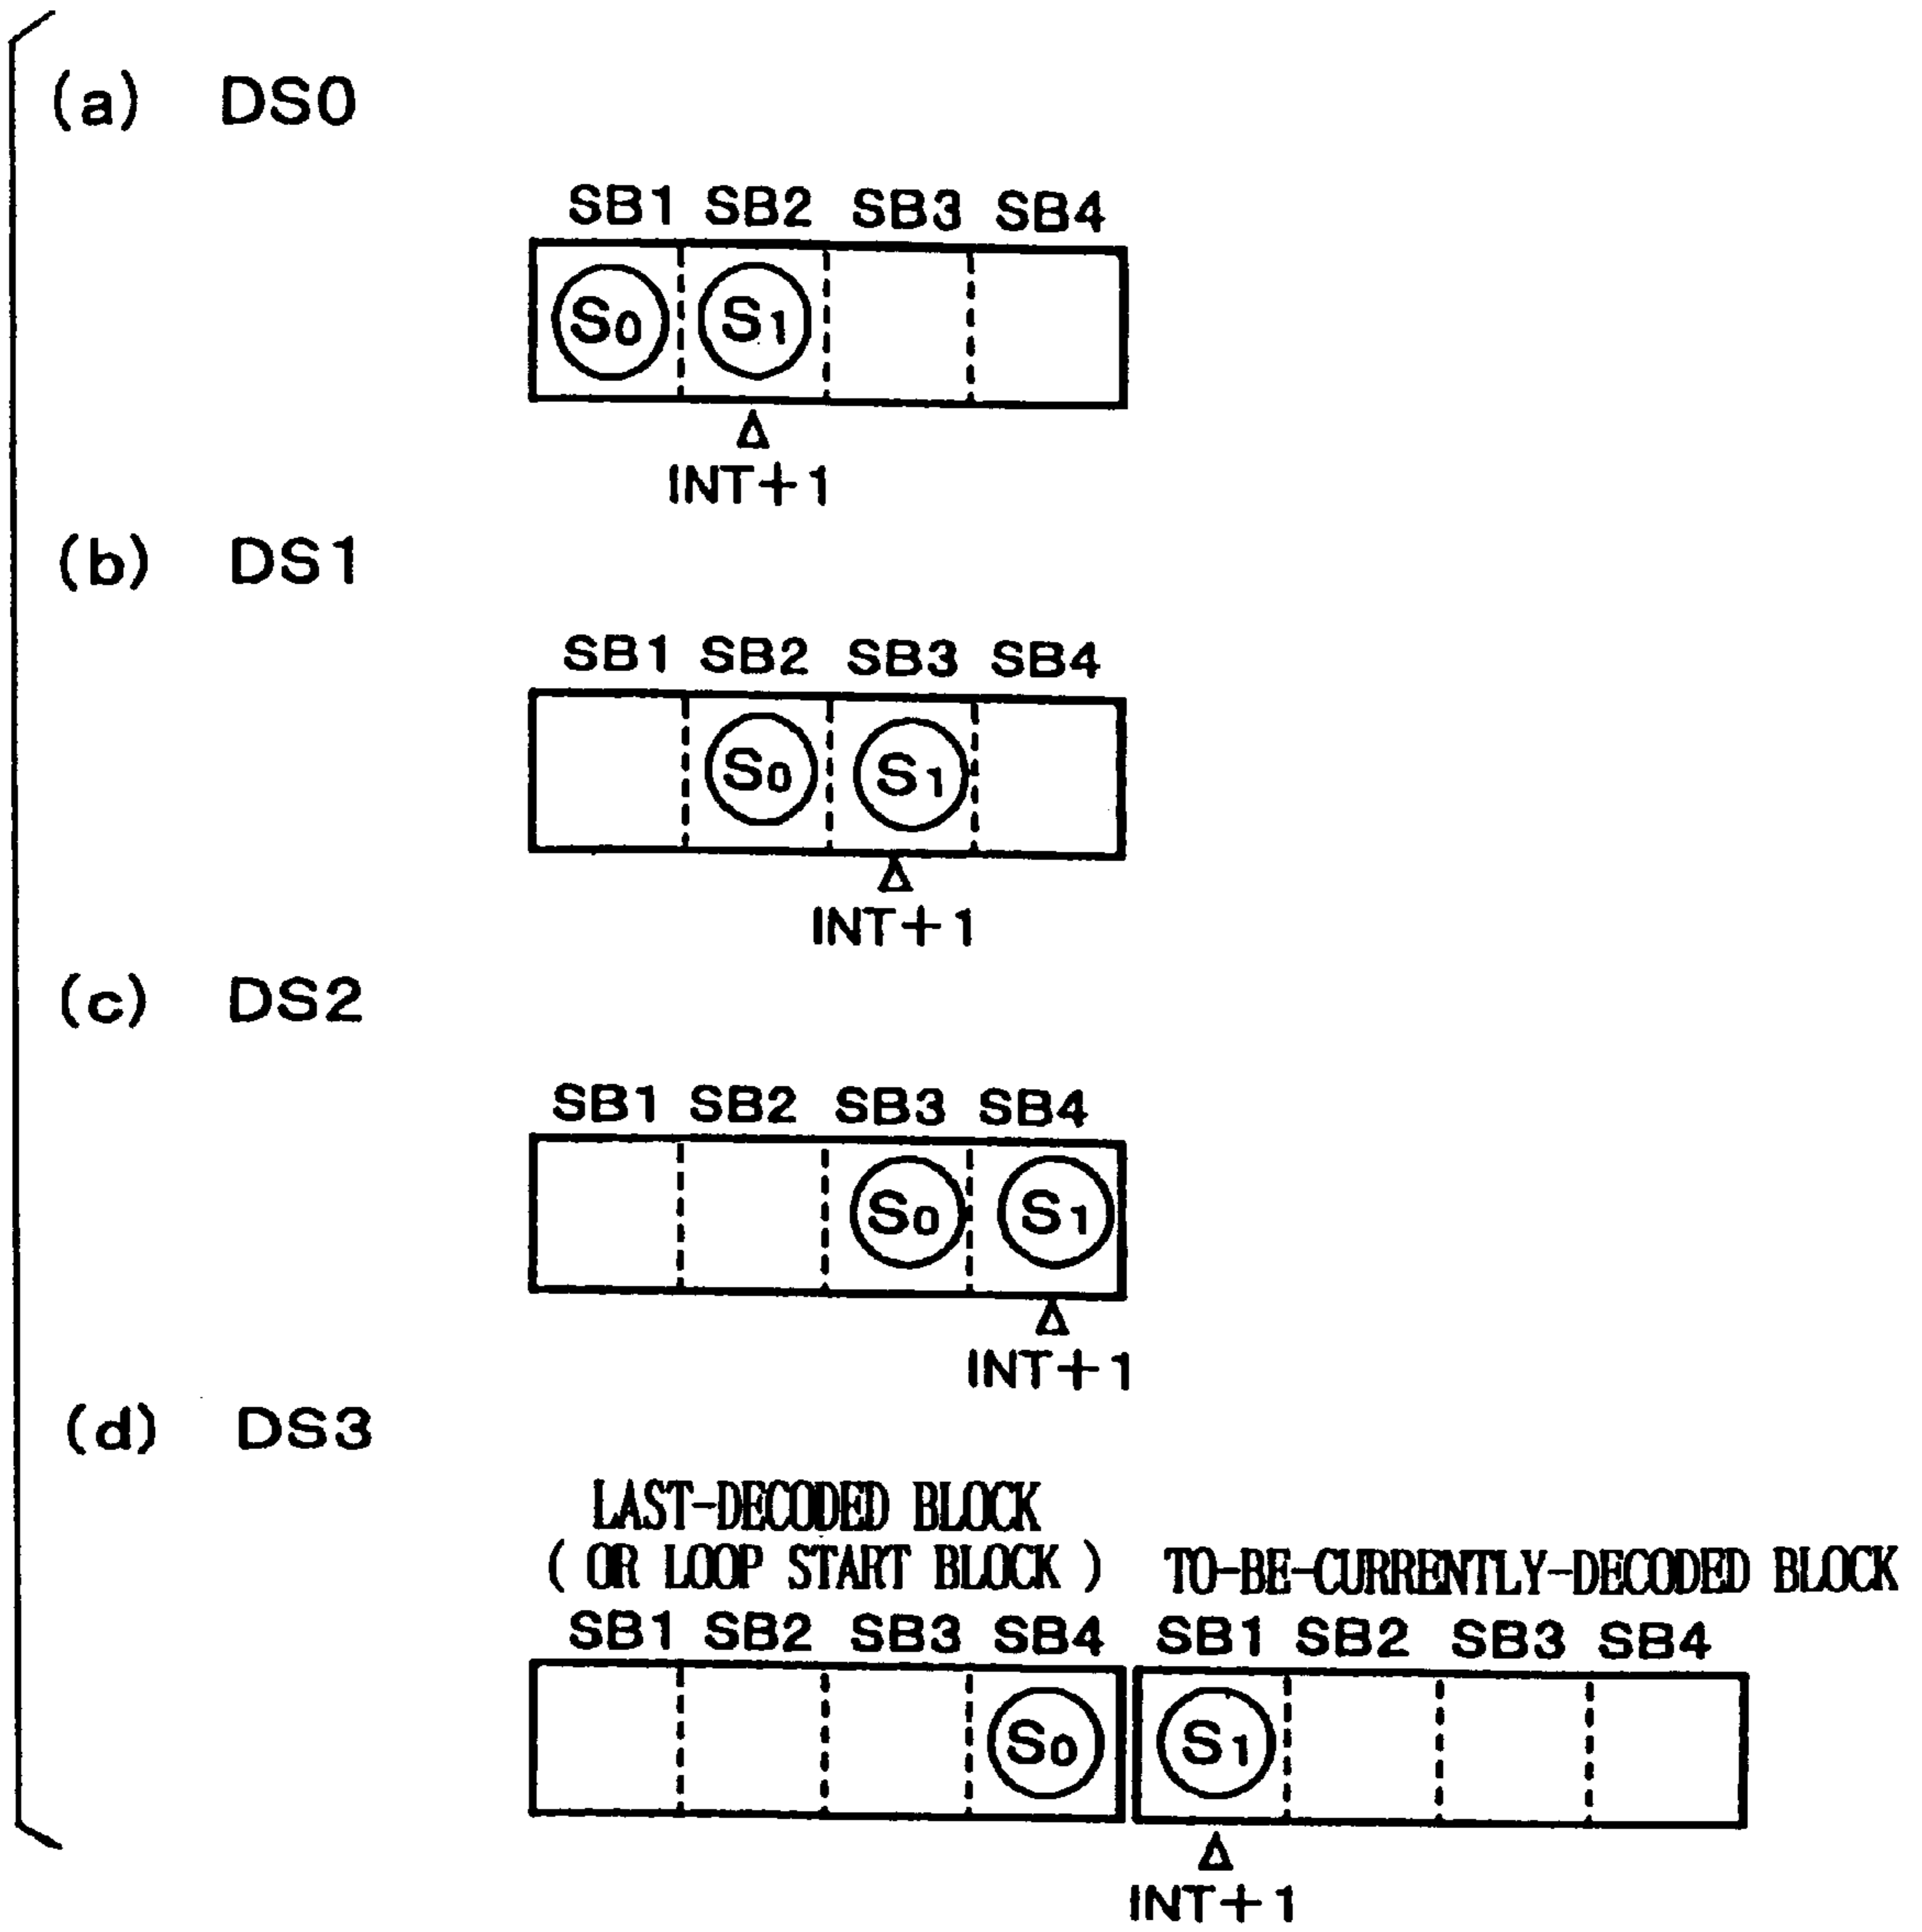 (a) DS0
SB1 SB2 SB3 SB4
S0 S1
INT+1
(b) DS1
SB1 SB2 SB3 SB4
S0 S1
INT+1
(c) DS2
SB1 SB2 SB3 SB4
S0 S1
INT+1
(d) DS3
LAST-DECODED BLOCK
( OR LOOP START BLOCK ) TO-BE-CURRENTLY-DECODED BLOCK
SB1 SB2 SB3 SB4 SB1 SB2 SB3 SB4
S0 S1
INT+1